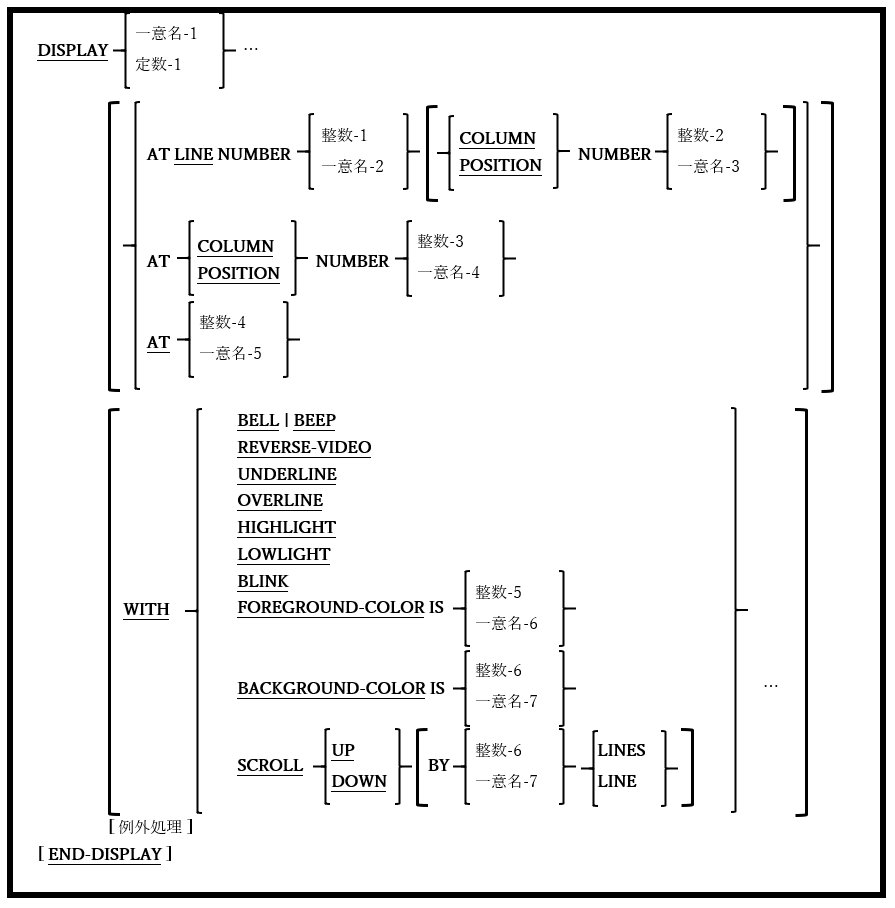 一意名-1
DISPLAY …
定数-1
整数-1 COLUMN 整数-2
AT LINE NUMBER NUMBER
一意名-2 POSITION 一意名-3
COLUMN 整数-3
AT NUMBER
POSITION 一意名-4
整数-4
AT
一意名-5
BELL | BEEP
REVERSE-VIDEO
UNDERLINE
OVERLINE
HIGHLIGHT
LOWLIGHT
BLINK
整数-5
WITH FOREGROUND-COLOR IS
一意名-6
整数-6
BACKGROUND-COLOR IS …
一意名-7
UP 整数-6 LINES
SCROLL BY
DOWN 一意名-7 LINE
[ 例外処理 ]
[ END-DISPLAY ]